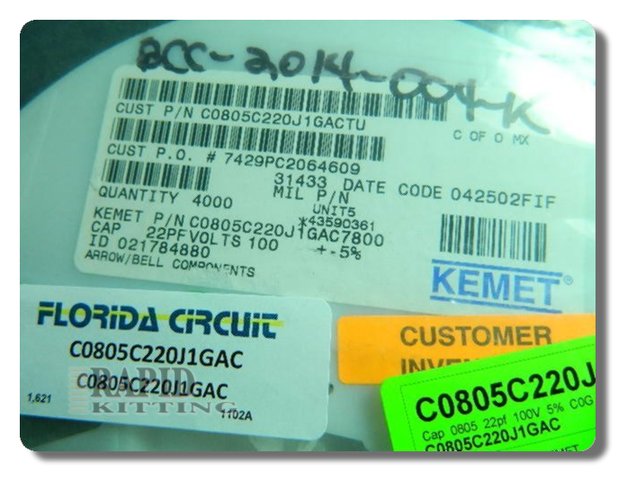 ACC-2014-004-K
CUST P/N C0805C220J1GACTU
C OF O MX
CUST P.O. # 7429PC2064609
31433 DATE CODE 042502FIF
QUANTITY 4000 MIL P/N
UNIT5
*43590361
KEMET P/N C0805C220J1GAC7800
CAP 22PF VOLTS 100 +-5%
ID 021784880
ARROW/BELL COMPONENTS
KEMET®
FLORIDA CIRCUIT
C0805C220J1GAC
C0805C220J1GAC
RAPID
KITTING
1,621 1102A
CUSTOMER
C0805C220J
Cap 0805 22pf 100V 5% C0G
C0805C220J1GAC